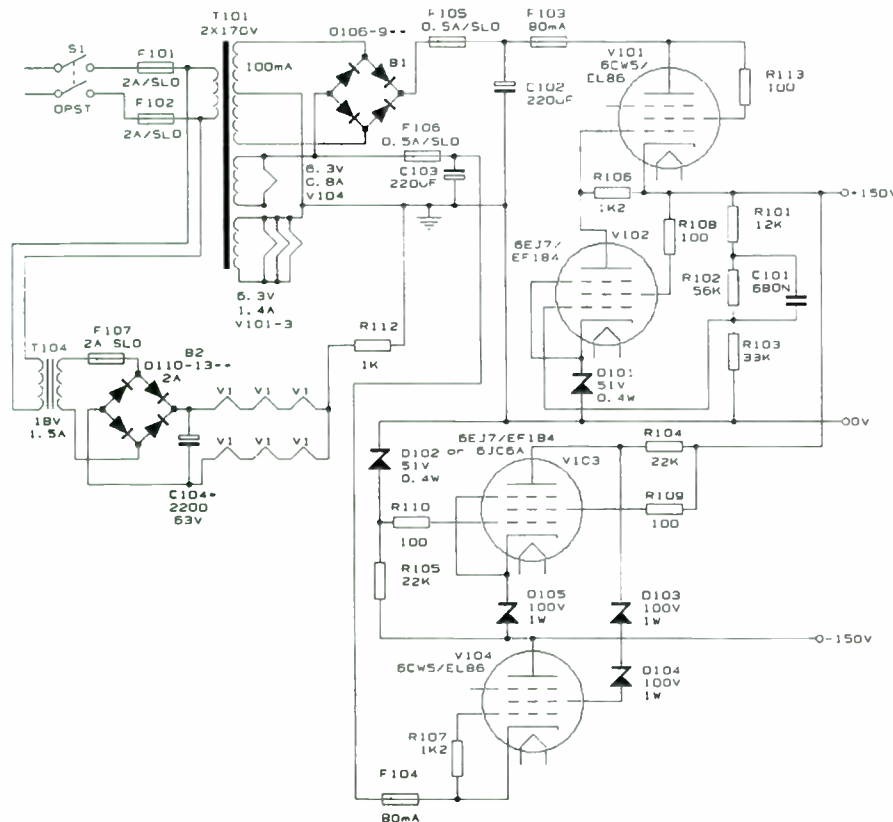 T101
2X170V
S1
F101
2A/SLO
F102
DPST
2A/SLO
100mA
D106-9--
B1
F105
0.5A/SLO
F103
80mA
C102
220UF
V101
6CW5/
EL86
R113
100
F106
0.5A/SLO
C103
220UF
6.3V
0.8A
V104
R106
1K2
R108
100
+150V
R101
12K
V102
6EJ7/
EF184
R102
56K
C101
680N
R103
33K
6.3V
1.4A
V101-3
D101
51V
0.4W
R112
1K
T104
F107
2A SLO
B2
D110-13--
2A
18V
1.5A
V1 V1 V1
V1 V1 V1
C104*
2200
63V
0V
D102
51V
0.4W
6EJ7/EF184
or 6JC6A
V103
R104
22K
R109
100
R110
100
R105
22K
D105
100V
1W
D103
100V
1W
-150V
V104
6CW5/EL86
D104
100V
1W
R107
1K2
F104
80mA